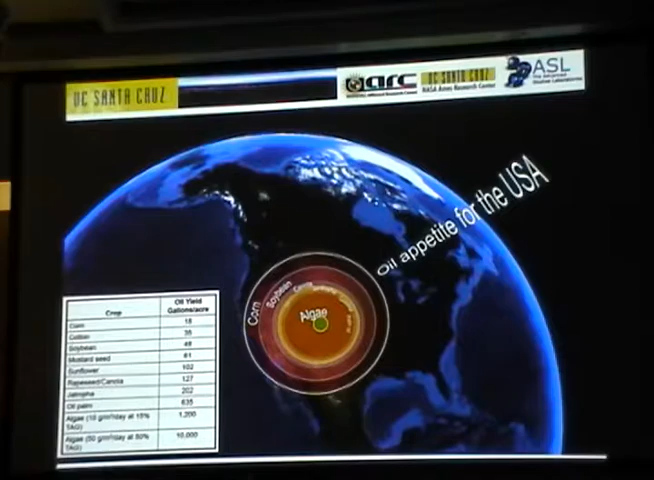 UC SANTA CRUZ
arc
UC SANTA CRUZ
NASA Ames Research Center
ASL
The Advanced Studies Laboratories
Oil appetite for the USA
Corn
Soybean
Algae
Crop Oil Yield Gallons/acre
Corn 18
Cotton 35
Soybean 48
Mustard seed 61
Sunflower 102
Rapeseed/Canola 127
Jatropha 202
Oil palm 635
Algae (10 g/m²/day at 15% TAG) 1,200
Algae (50 g/m²/day at 50% TAG) 10,000